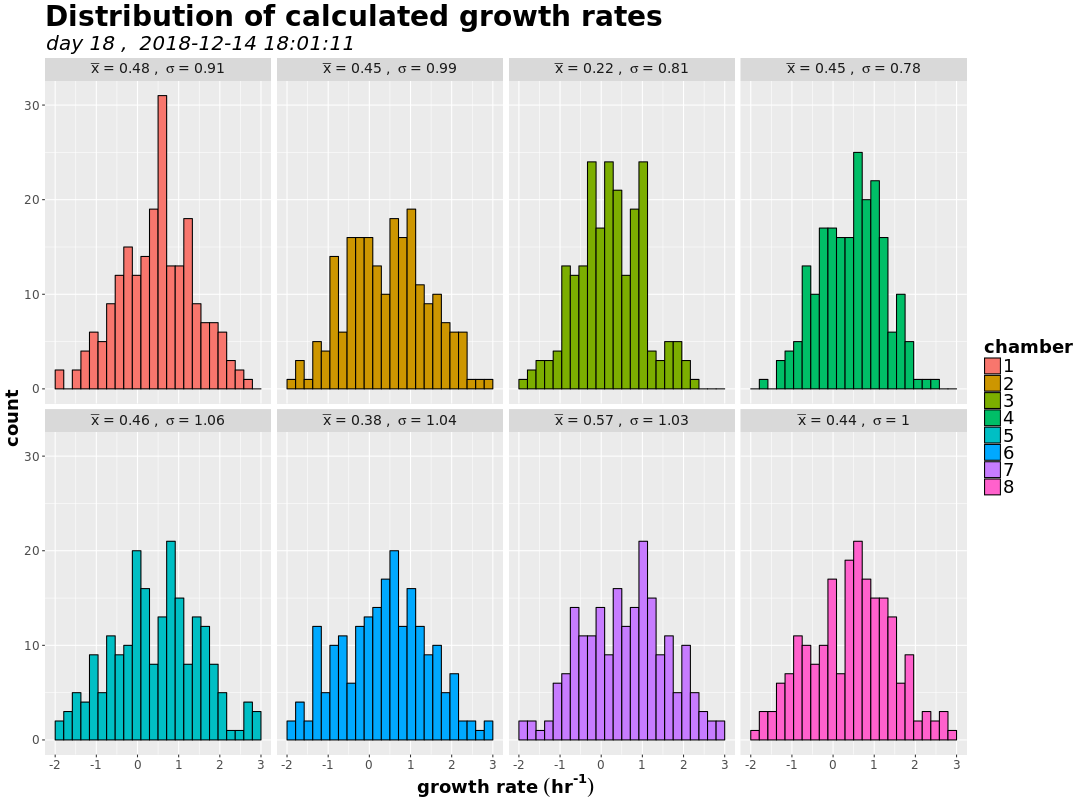 Distribution of calculated growth rates
day 18 ,  2018-12-14 18:01:11
x̅ = 0.48 ,  σ = 0.91
x̅ = 0.45 ,  σ = 0.99
x̅ = 0.22 ,  σ = 0.81
x̅ = 0.45 ,  σ = 0.78
30
20
10
0
x̅ = 0.46 ,  σ = 1.06
x̅ = 0.38 ,  σ = 1.04
x̅ = 0.57 ,  σ = 1.03
x̅ = 0.44 ,  σ = 1
30
20
10
0
-2 -1 0 1 2 3
-2 -1 0 1 2 3
-2 -1 0 1 2 3
-2 -1 0 1 2 3
count
growth rate (hr⁻¹)
chamber
1
2
3
4
5
6
7
8